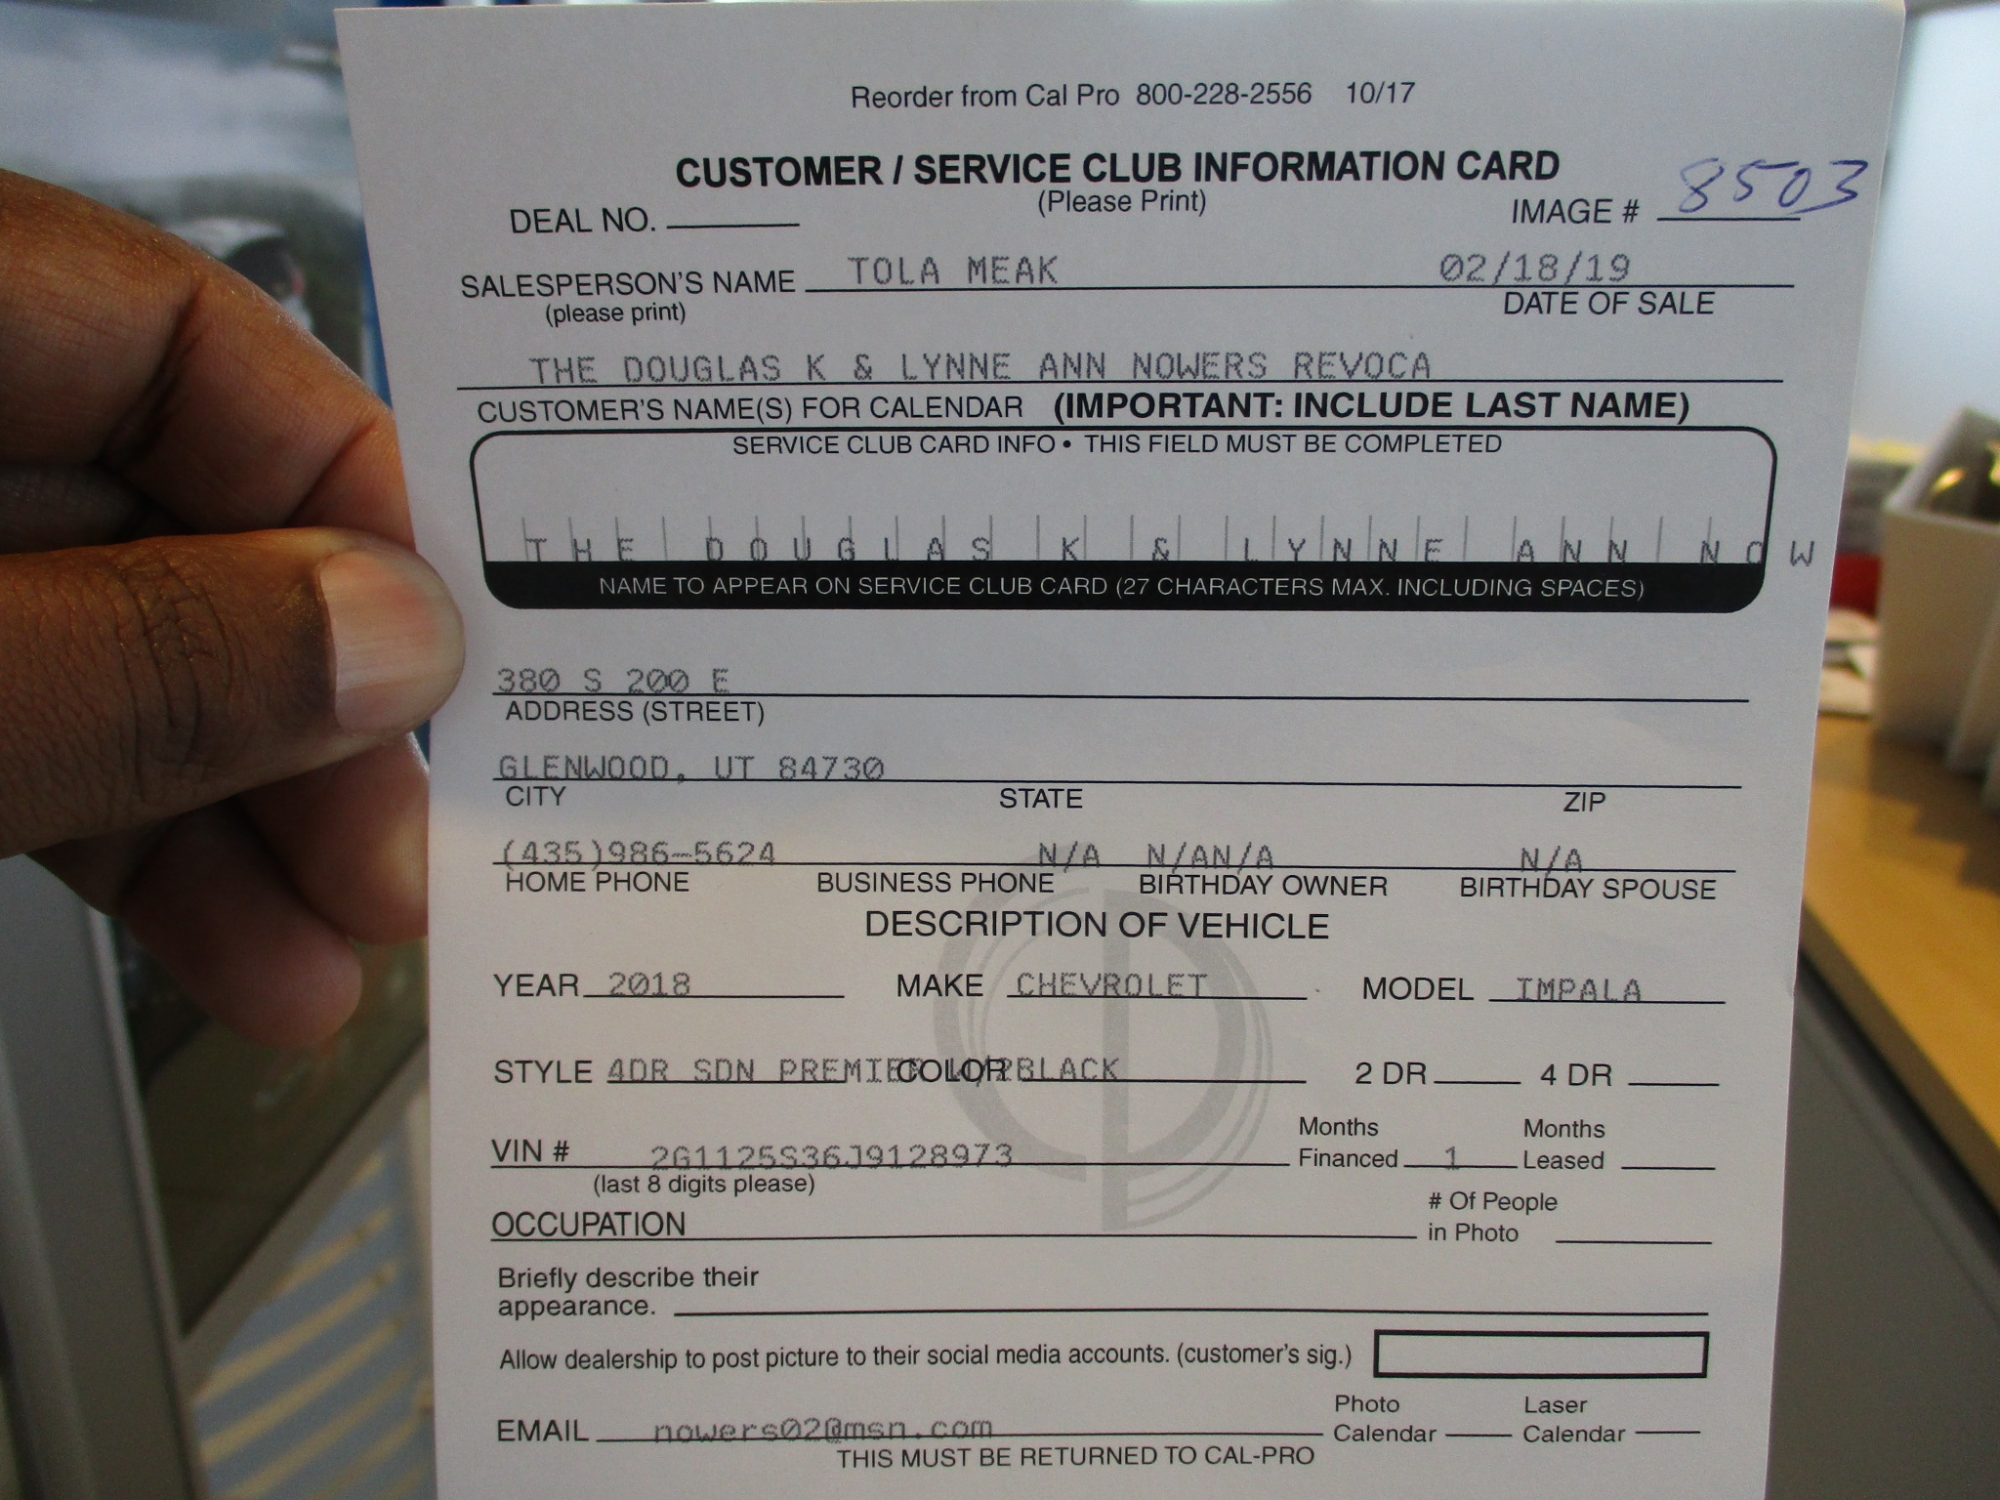 Reorder from Cal Pro 800-228-2556 10/17
CUSTOMER / SERVICE CLUB INFORMATION CARD
(Please Print)
DEAL NO. IMAGE # 8503
SALESPERSON'S NAME TOLA MEAK 02/18/19
(please print) DATE OF SALE
THE DOUGLAS K & LYNNE ANN NOWERS REVOCA
CUSTOMER'S NAME(S) FOR CALENDAR (IMPORTANT: INCLUDE LAST NAME)
SERVICE CLUB CARD INFO • THIS FIELD MUST BE COMPLETED
THE DOUGLAS K & LYNNE ANN NOW
NAME TO APPEAR ON SERVICE CLUB CARD (27 CHARACTERS MAX. INCLUDING SPACES)
380 S 200 E
ADDRESS (STREET)
GLENWOOD, UT 84730
CITY STATE ZIP
(435)986-5624 N/A N/AN/A N/A
HOME PHONE BUSINESS PHONE BIRTHDAY OWNER BIRTHDAY SPOUSE
DESCRIPTION OF VEHICLE
YEAR 2018 MAKE CHEVROLET MODEL IMPALA
STYLE 4DR SDN PREMIER COLOR BLACK 2 DR 4 DR
VIN # 2G1125S36J9128973 Months Financed 1 Months Leased
(last 8 digits please)
OCCUPATION # Of People in Photo
Briefly describe their
appearance.
Allow dealership to post picture to their social media accounts. (customer's sig.)
EMAIL nowers02@msn.com Photo Calendar Laser Calendar
THIS MUST BE RETURNED TO CAL-PRO